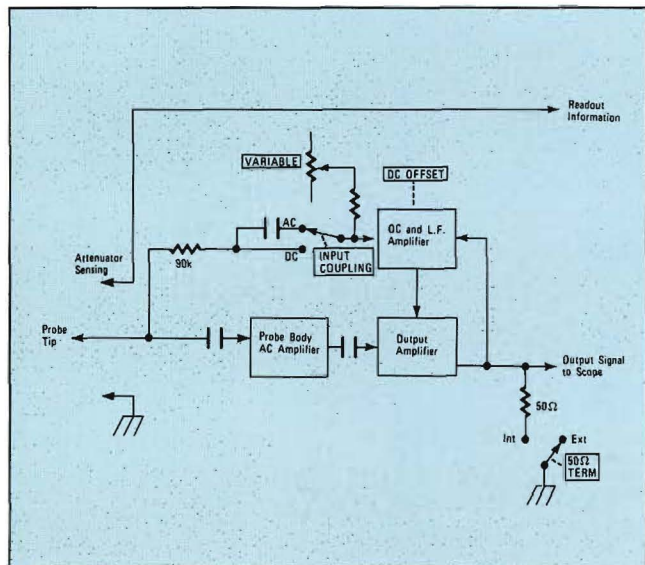 Readout
Information
VARIABLE
DC OFFSET
AC
OC and L.F.
Amplifier
DC
INPUT
COUPLING
90k
Attenuator
Sensing
Probe
Tip
Probe Body
AC Amplifier
Output
Amplifier
Output Signal
to Scope
50Ω
Int
Ext
50Ω
TERM